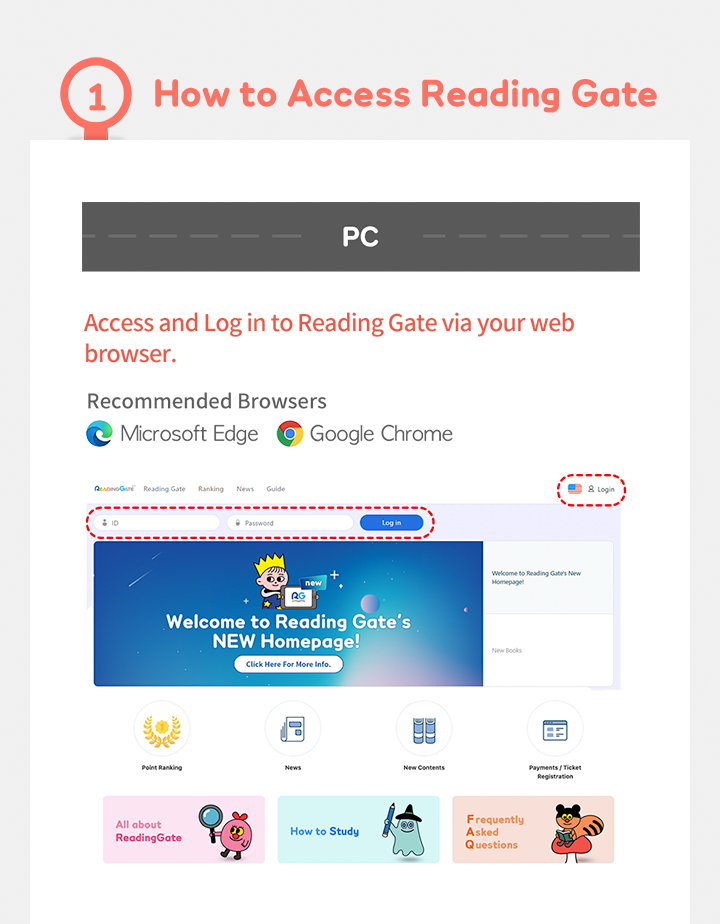 1 How to Access Reading Gate
PC
Access and Log in to Reading Gate via your web
browser.
Recommended Browsers
Microsoft Edge Google Chrome
READINGGATE Reading Gate Ranking News Guide Login
ID Password Log in
new
RG
Welcome to Reading Gate's
NEW Homepage!
Click Here For More Info.
Welcome to Reading Gate's New
Homepage!
New Books
Point Ranking News New Contents Payments / Ticket
Registration
All about
ReadingGate
How to Study
Frequently
Asked
Questions